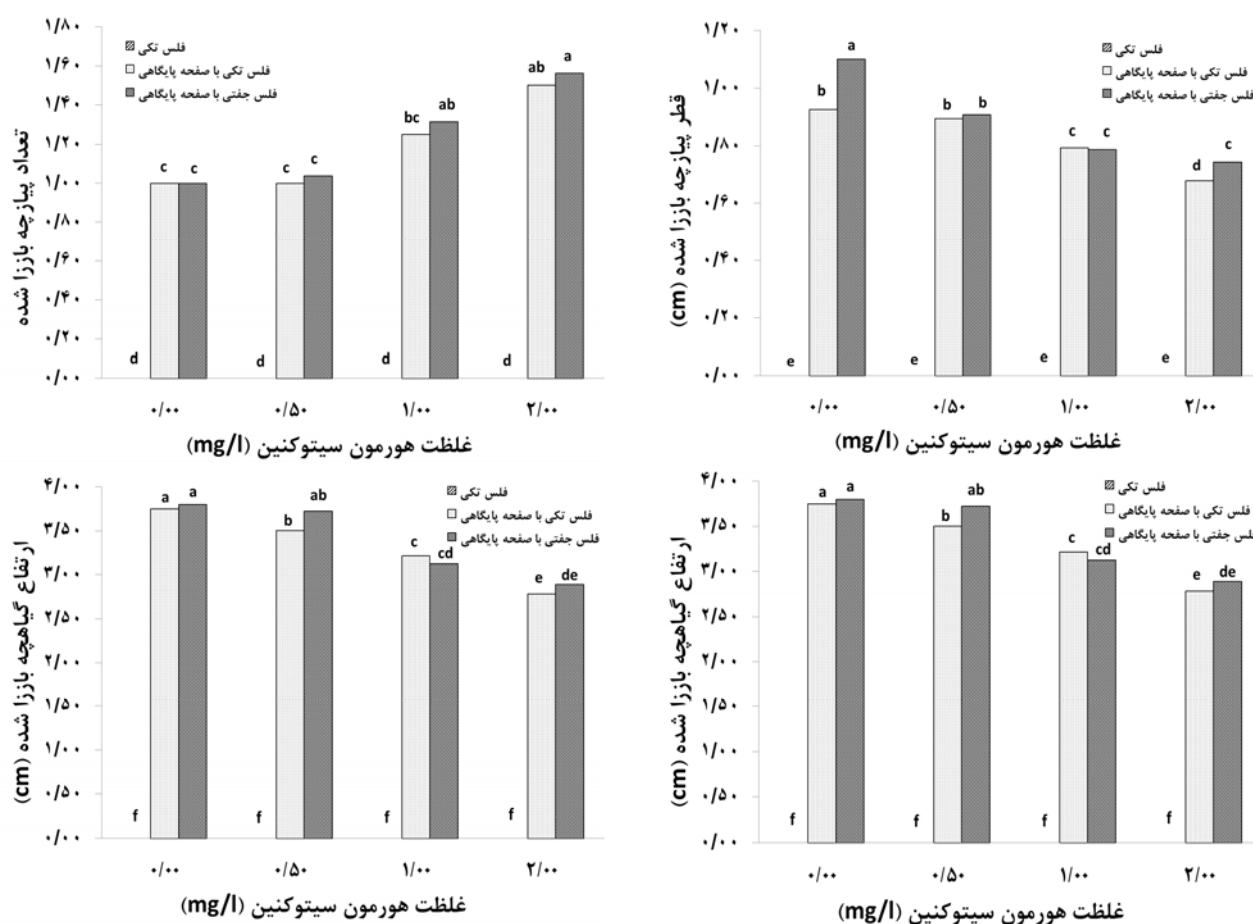 تعداد پیازچه باززا شده
۱/۸۰
۱/۶۰
۱/۴۰
۱/۲۰
۱/۰۰
۰/۸۰
۰/۶۰
۰/۴۰
۰/۲۰
۰/۰۰
فلس تکی
فلس تکی با صفحه پایگاهی
فلس جفتی با صفحه پایگاهی
d c c
d c c
d bc ab
d ab a
۰/۰۰ ۰/۵۰ ۱/۰۰ ۲/۰۰
غلظت هورمون سیتوکنین (mg/l)
قطر پیازچه باززا شده (cm)
۱/۲۰
۱/۰۰
۰/۸۰
۰/۶۰
۰/۴۰
۰/۲۰
۰/۰۰
فلس تکی
فلس تکی با صفحه پایگاهی
فلس جفتی با صفحه پایگاهی
e b a
e b b
e c c
e d c
۰/۰۰ ۰/۵۰ ۱/۰۰ ۲/۰۰
غلظت هورمون سیتوکنین (mg/l)
ارتفاع گیاهچه باززا شده (cm)
۴/۰۰
۳/۵۰
۳/۰۰
۲/۵۰
۲/۰۰
۱/۵۰
۱/۰۰
۰/۵۰
۰/۰۰
فلس تکی
فلس تکی با صفحه پایگاهی
فلس جفتی با صفحه پایگاهی
f a a
f b ab
f c cd
f e de
۰/۰۰ ۰/۵۰ ۱/۰۰ ۲/۰۰
غلظت هورمون سیتوکنین (mg/l)
ارتفاع گیاهچه باززا شده (cm)
۴/۰۰
۳/۵۰
۳/۰۰
۲/۵۰
۲/۰۰
۱/۵۰
۱/۰۰
۰/۵۰
۰/۰۰
فلس تکی
فلس تکی با صفحه پایگاهی
فلس جفتی با صفحه پایگاهی
f a a
f b ab
f c cd
f e de
۰/۰۰ ۰/۵۰ ۱/۰۰ ۲/۰۰
غلظت هورمون سیتوکنین (mg/l)